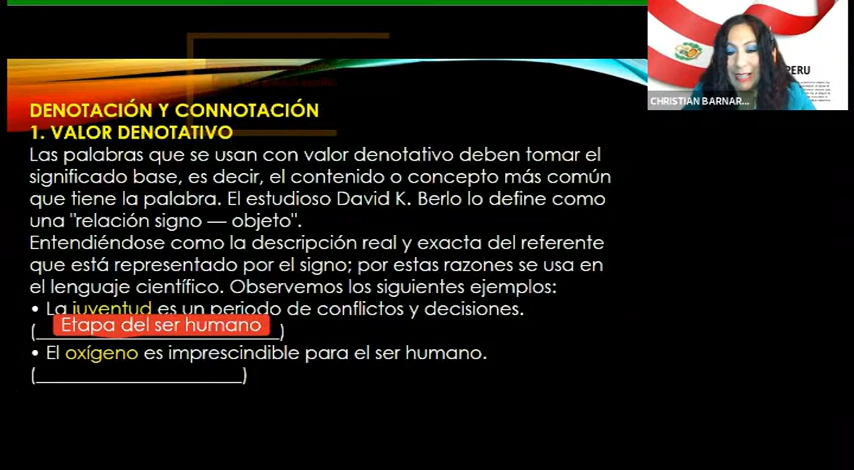 PERU
CHRISTIAN BARNAR...
DENOTACIÓN Y CONNOTACIÓN
1. VALOR DENOTATIVO
Las palabras que se usan con valor denotativo deben tomar el
significado base, es decir, el contenido o concepto más común
que tiene la palabra. El estudioso David K. Berlo lo define como
una "relación signo — objeto".
Entendiéndose como la descripción real y exacta del referente
que está representado por el signo; por estas razones se usa en
el lenguaje científico. Observemos los siguientes ejemplos:
• La juventud es un periodo de conflictos y decisiones.
(Etapa del ser humano)
• El oxígeno es imprescindible para el ser humano.
(______________________)